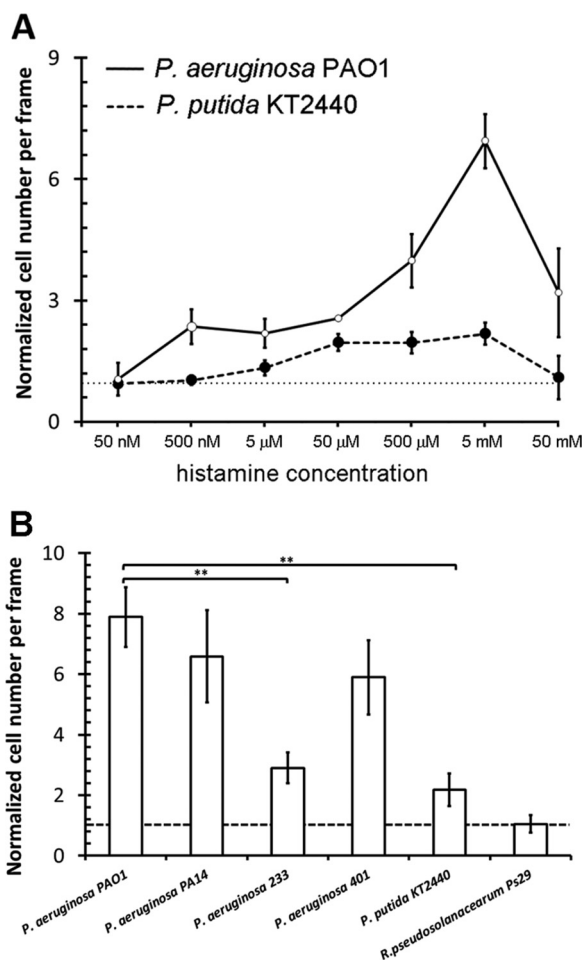 A
Normalized cell number per frame
9
6
3
0
P. aeruginosa PAO1
P. putida KT2440
50 nM 500 nM 5 µM 50 µM 500 µM 5 mM 50 mM
histamine concentration
B
Normalized cell number per frame
10
8
6
4
2
0
**
**
P. aeruginosa PAO1
P. aeruginosa PA14
P. aeruginosa 233
P. aeruginosa 401
P. putida KT2440
R.pseudosolanacearum Ps29